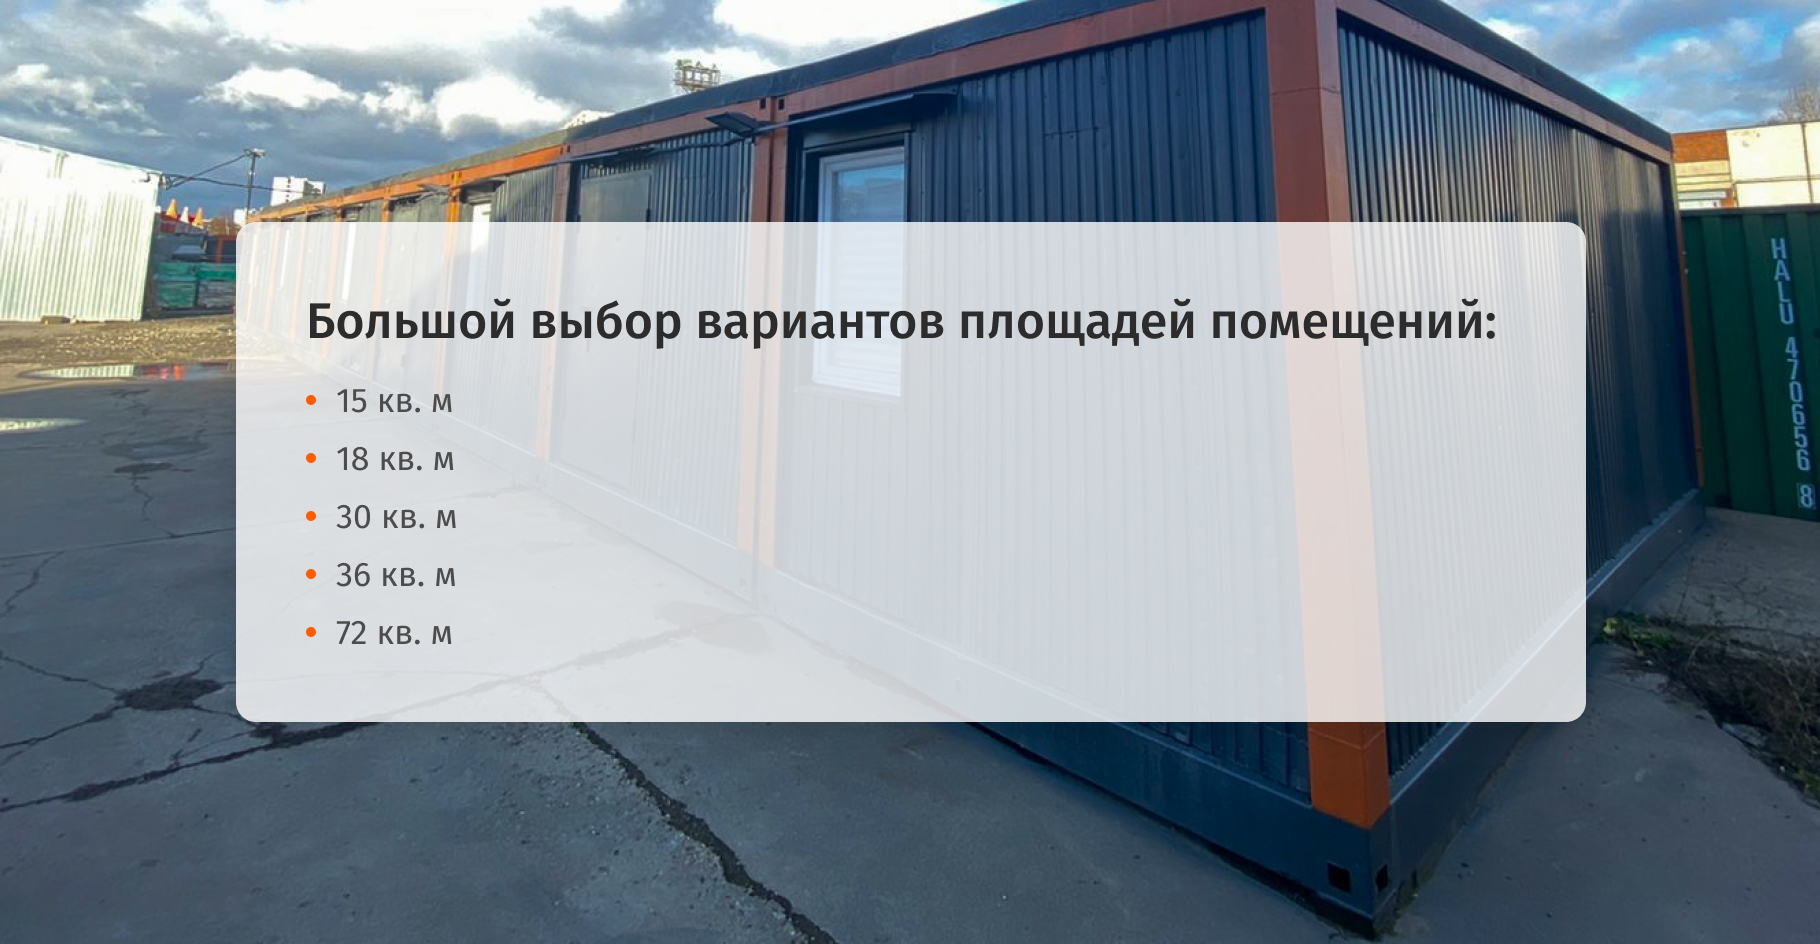 Большой выбор вариантов площадей помещений:
15 кв. м
18 кв. м
30 кв. м
36 кв. м
72 кв. м
HALU 470656 8